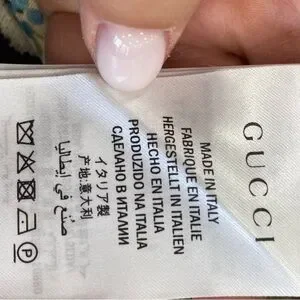 GUCCI
MADE IN ITALY
FABRIQUE EN ITALIE
HERGESTELLT IN ITALIEN
HECHO EN ITALIA
PRODUZIDO NA ITALIA
СДЕЛАНО В ИТАЛИИ
イタリア製
产地:意大利
صنع في إيطاليا